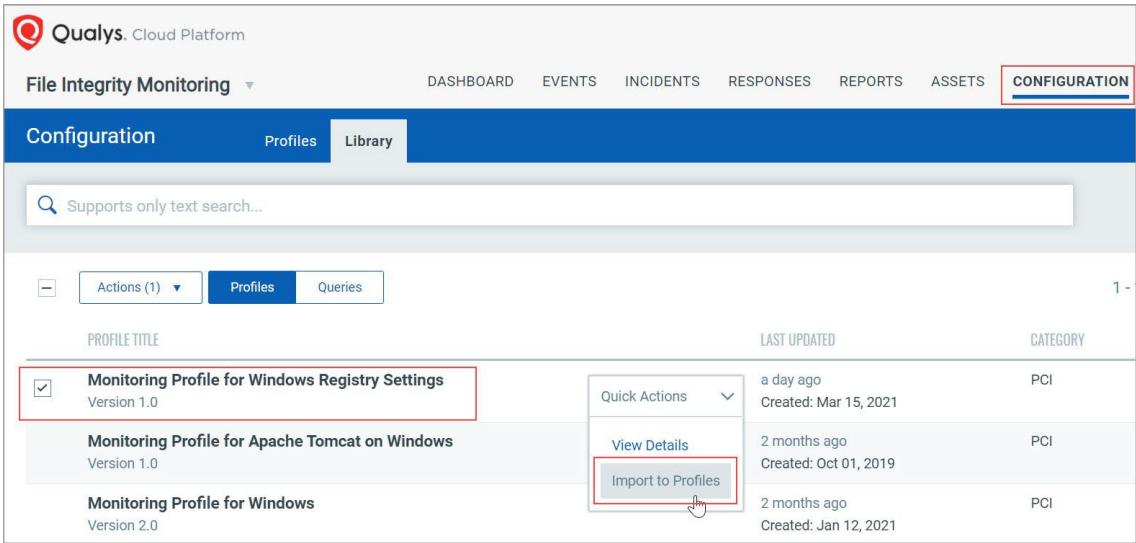 Qualys. Cloud Platform
File Integrity Monitoring
DASHBOARD EVENTS INCIDENTS RESPONSES REPORTS ASSETS CONFIGURATION
Configuration Profiles Library
Supports only text search...
Actions (1) Profiles Queries 1 -
PROFILE TITLE LAST UPDATED CATEGORY
Monitoring Profile for Windows Registry Settings Quick Actions a day ago PCI
Version 1.0 Created: Mar 15, 2021
Monitoring Profile for Apache Tomcat on Windows View Details 2 months ago PCI
Version 1.0 Created: Oct 01, 2019
Import to Profiles
Monitoring Profile for Windows 2 months ago PCI
Version 2.0 Created: Jan 12, 2021